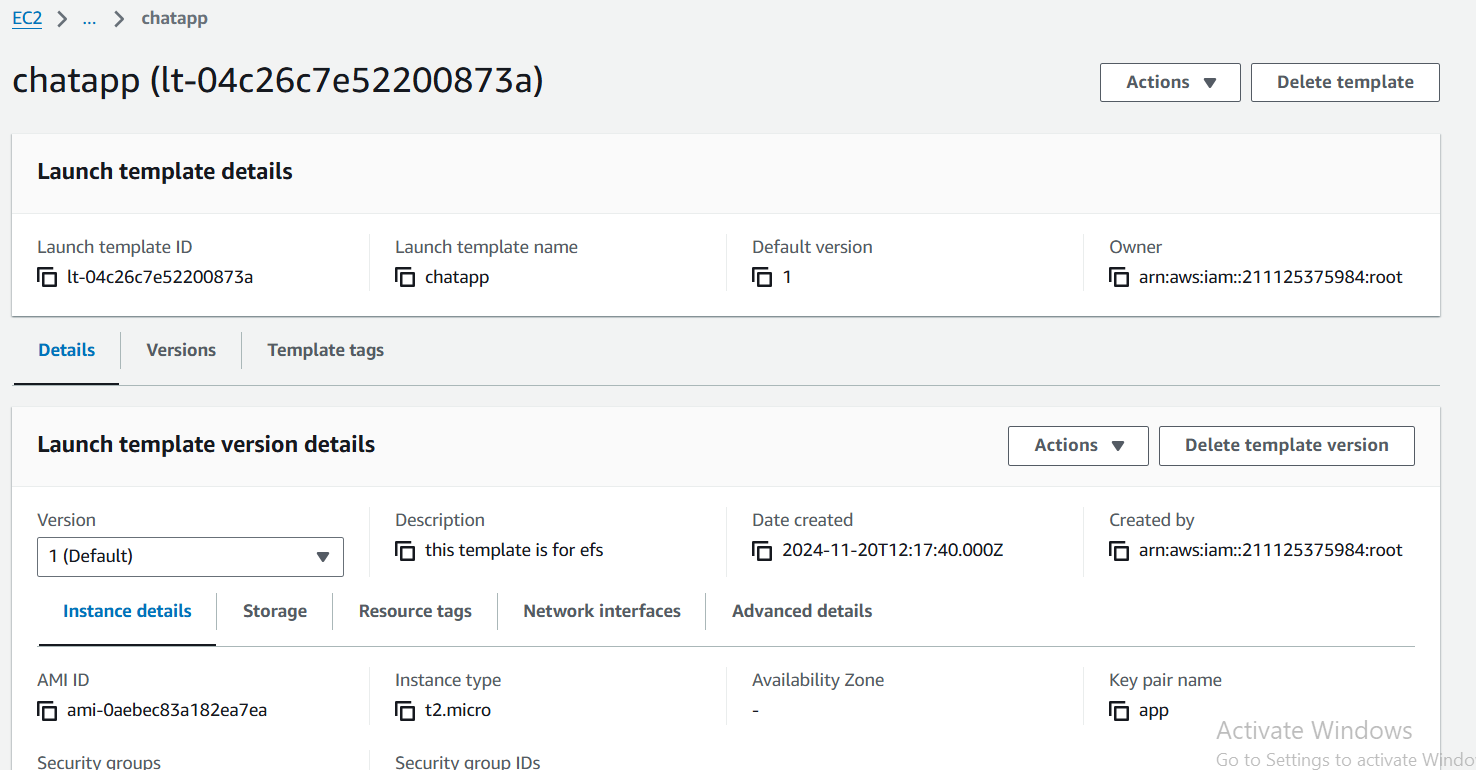 EC2 > ... > chatapp
chatapp (lt-04c26c7e52200873a)
Actions ▼ Delete template
Launch template details
Launch template ID Launch template name Default version Owner
lt-04c26c7e52200873a chatapp 1 arn:aws:iam::211125375984:root
Details Versions Template tags
Launch template version details
Actions ▼ Delete template version
Version Description Date created Created by
1 (Default) ▼ this template is for efs 2024-11-20T12:17:40.000Z arn:aws:iam::211125375984:root
Instance details Storage Resource tags Network interfaces Advanced details
AMI ID Instance type Availability Zone Key pair name
ami-0aebec83a182ea7ea t2.micro - app
Activate Windows
Go to Settings to activate Windo
Security groups Security group IDs